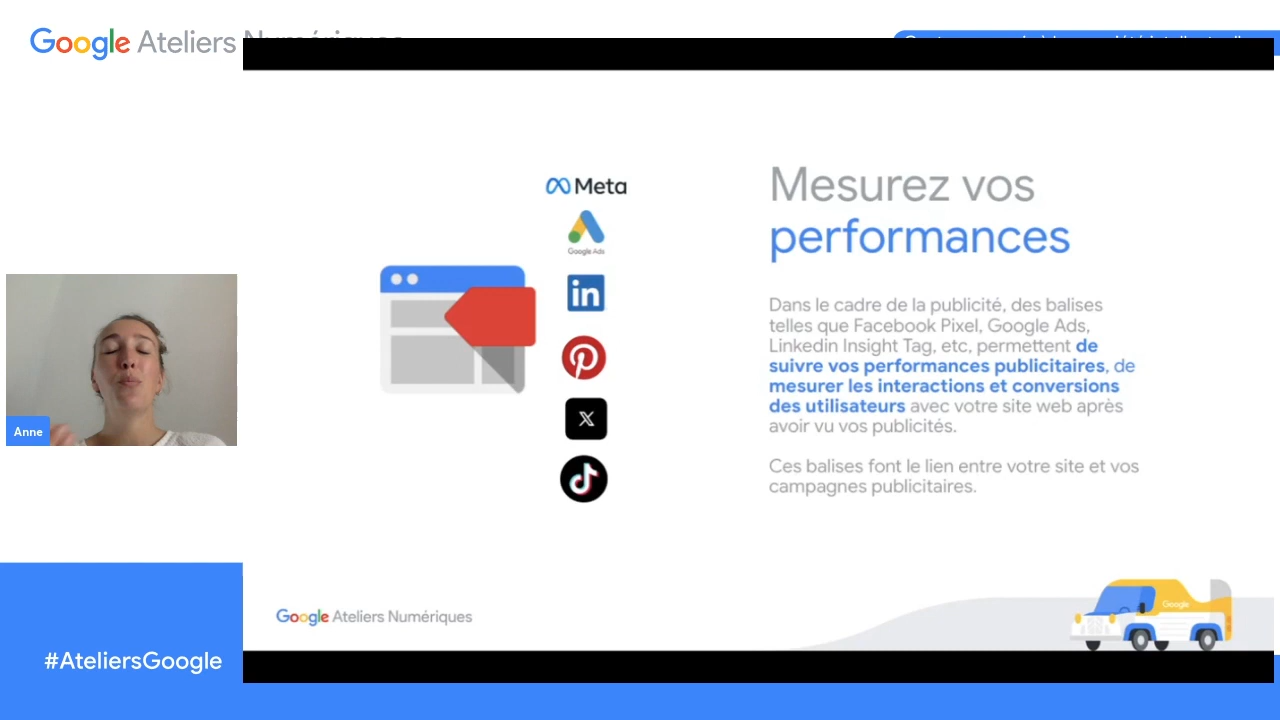 Google Ateliers
Meta
Google Ads
in
Mesurez vos
performances
Dans le cadre de la publicité, des balises
telles que Facebook Pixel, Google Ads,
Linkedin Insight Tag, etc, permettent de
suivre vos performances publicitaires, de
mesurer les interactions et conversions
des utilisateurs avec votre site web après
avoir vu vos publicités.
Ces balises font le lien entre votre site et vos
campagnes publicitaires.
Anne
Google
Google Ateliers Numériques
#AteliersGoogle